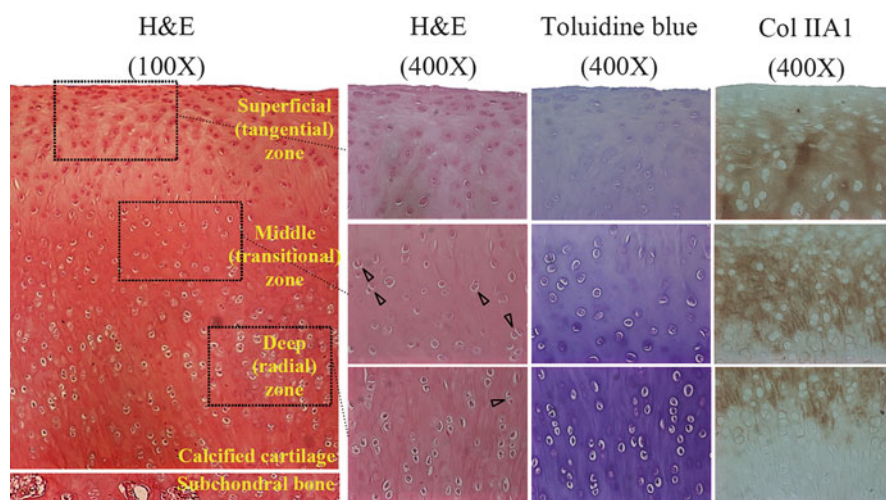 H&E
(100X)
H&E
(400X)
Toluidine blue
(400X)
Col IIA1
(400X)
Superficial
(tangential)
zone
Middle
(transitional)
zone
Deep
(radial)
zone
Calcified cartilage
Subchondral bone